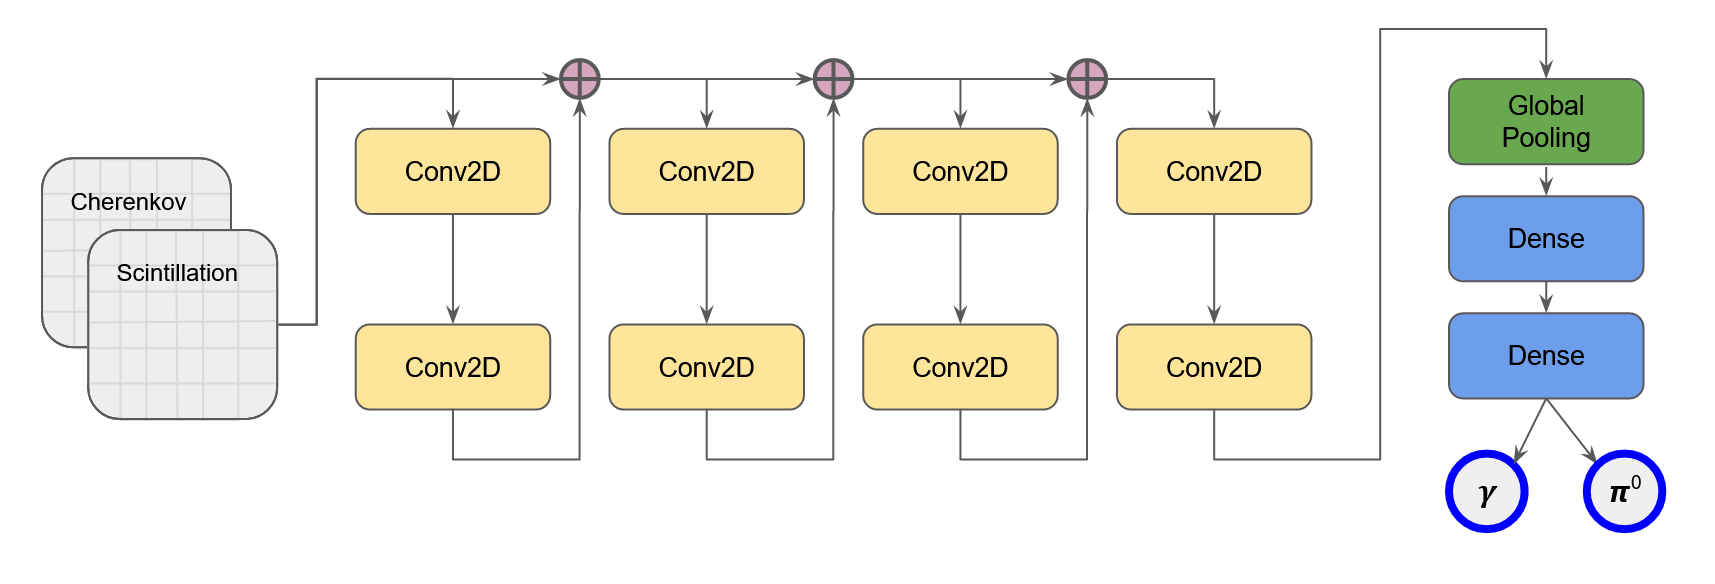 Cherenkov
Scintillation
Conv2D
Conv2D
Conv2D
Conv2D
Conv2D
Conv2D
Conv2D
Conv2D
Global
Pooling
Dense
Dense
γ
π⁰